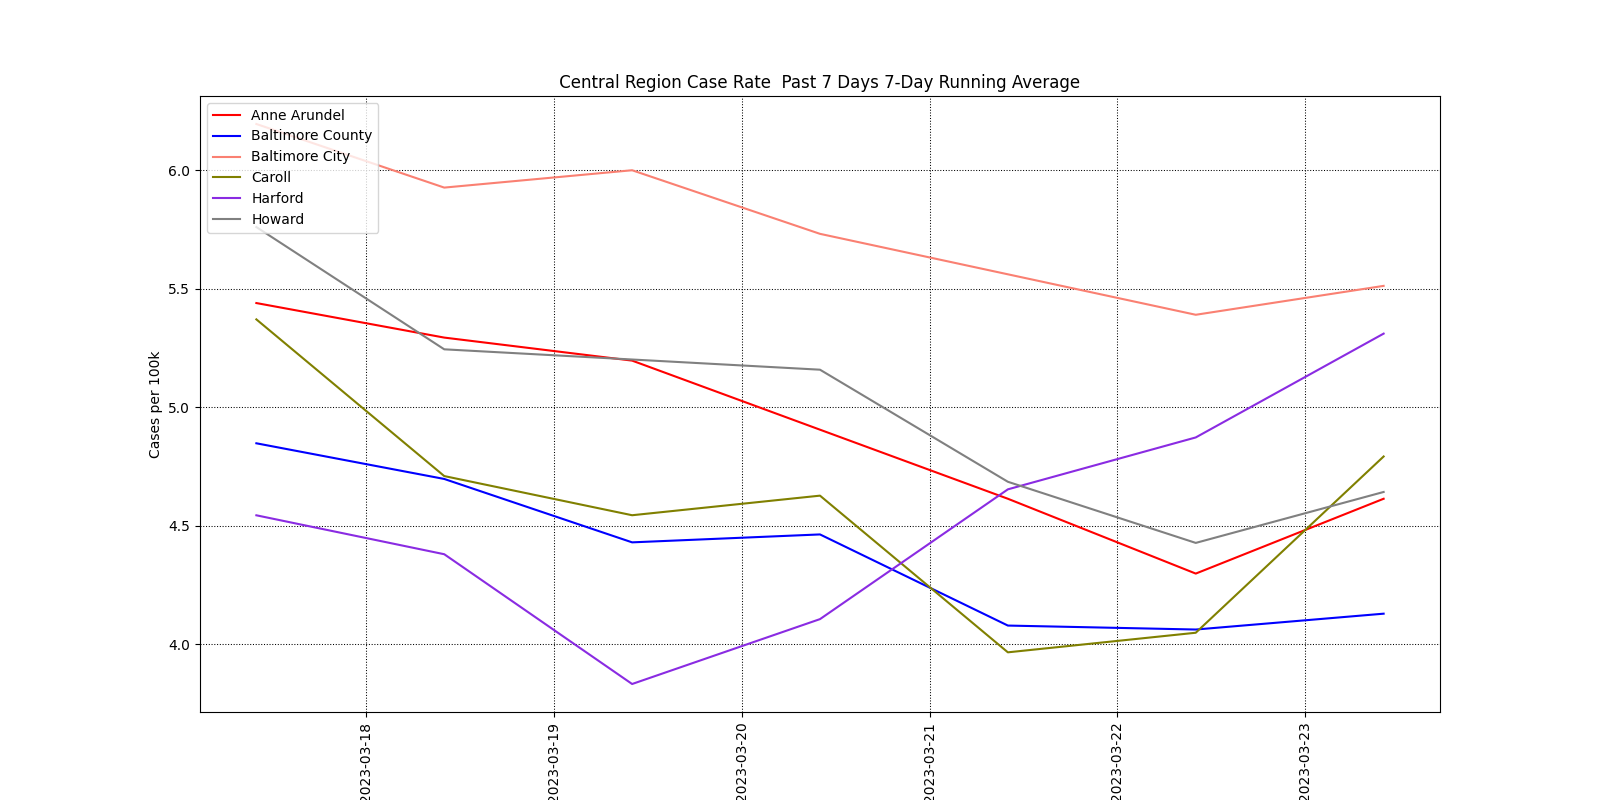 Central Region Case Rate  Past 7 Days 7-Day Running Average
Anne Arundel
Baltimore County
Baltimore City
Caroll
Harford
Howard
Cases per 100k
6.0
5.5
5.0
4.5
4.0
2023-03-18
2023-03-19
2023-03-20
2023-03-21
2023-03-22
2023-03-23